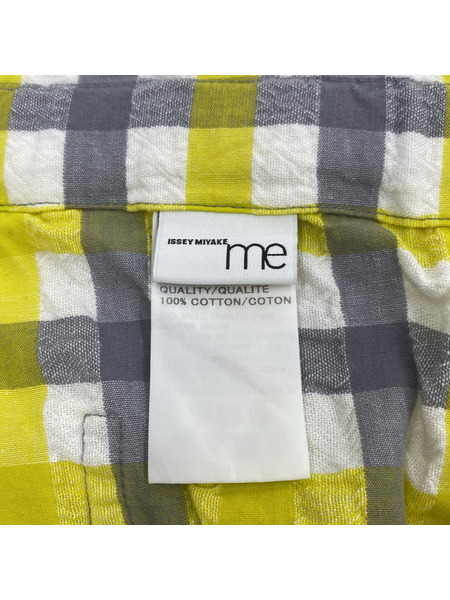 ISSEY MIYAKE me
QUALITY/QUALITE
100% COTTON/COTON